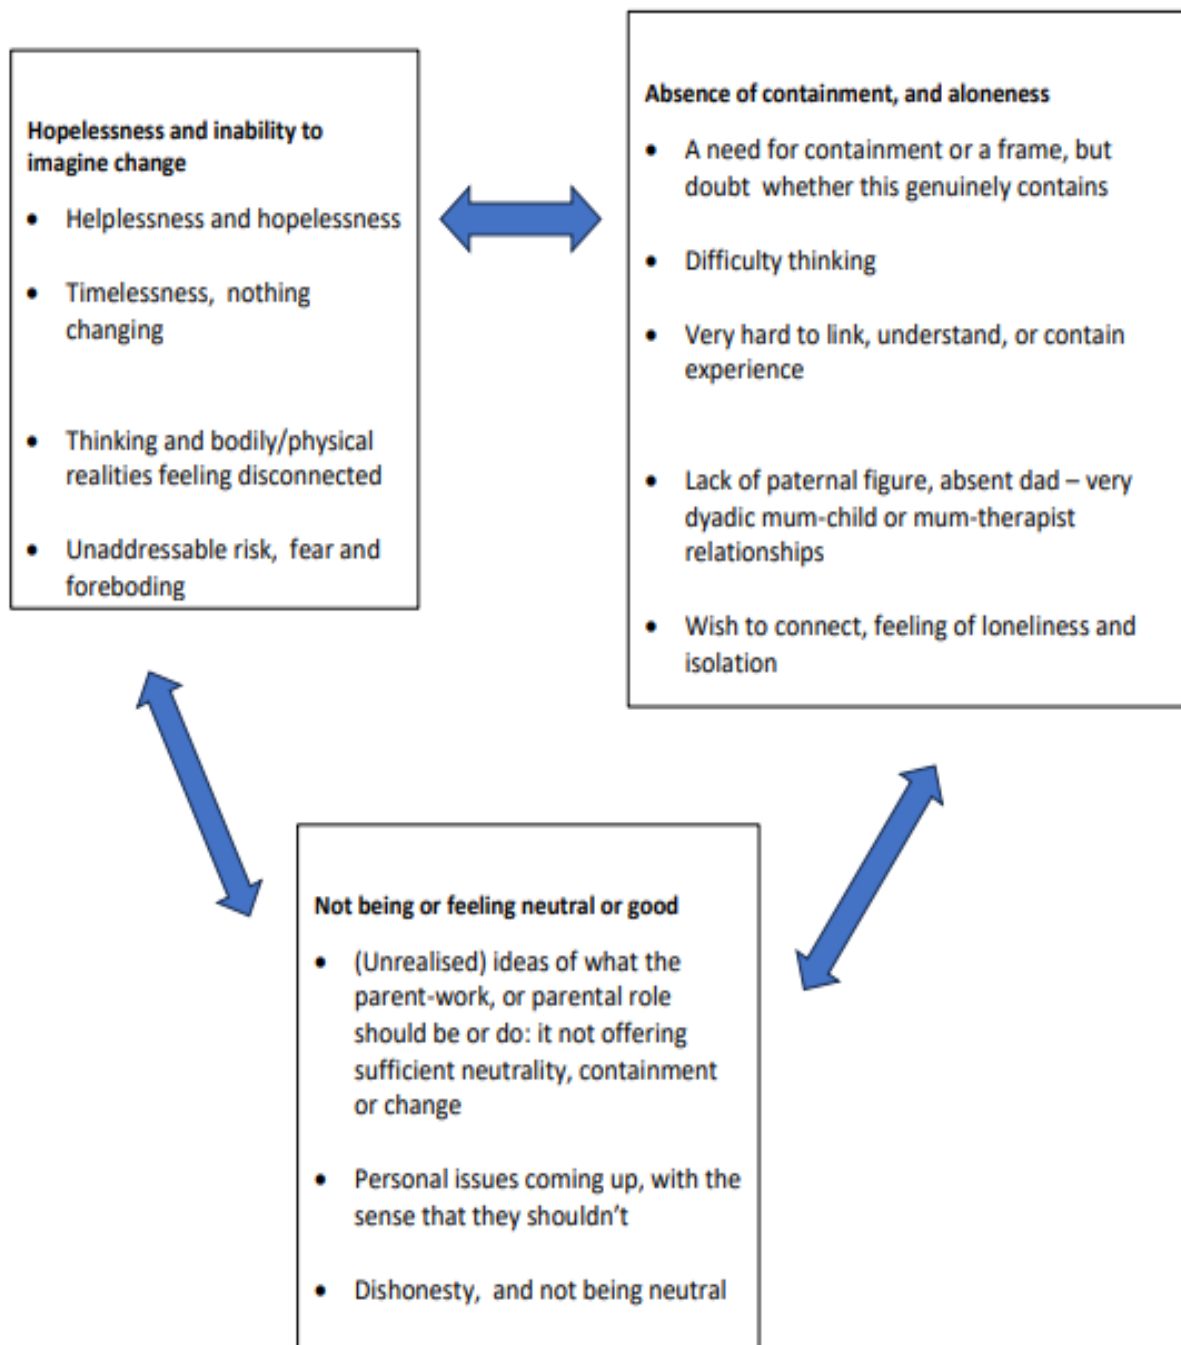 Hopelessness and inability to
imagine change
• Helplessness and hopelessness
• Timelessness, nothing
changing
• Thinking and bodily/physical
realities feeling disconnected
• Unaddressable risk, fear and
foreboding
Absence of containment, and aloneness
• A need for containment or a frame, but
doubt whether this genuinely contains
• Difficulty thinking
• Very hard to link, understand, or contain
experience
• Lack of paternal figure, absent dad – very
dyadic mum-child or mum-therapist
relationships
• Wish to connect, feeling of loneliness and
isolation
Not being or feeling neutral or good
• (Unrealised) ideas of what the
parent-work, or parental role
should be or do: it not offering
sufficient neutrality, containment
or change
• Personal issues coming up, with the
sense that they shouldn’t
• Dishonesty, and not being neutral